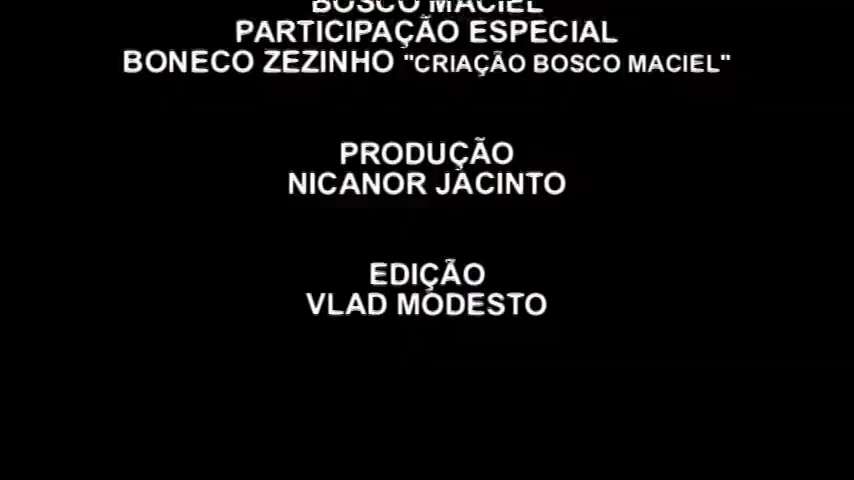 BOSCO MACIEL
PARTICIPAÇÃO ESPECIAL
BONECO ZEZINHO "CRIAÇÃO BOSCO MACIEL"
PRODUÇÃO
NICANOR JACINTO
EDIÇÃO
VLAD MODESTO